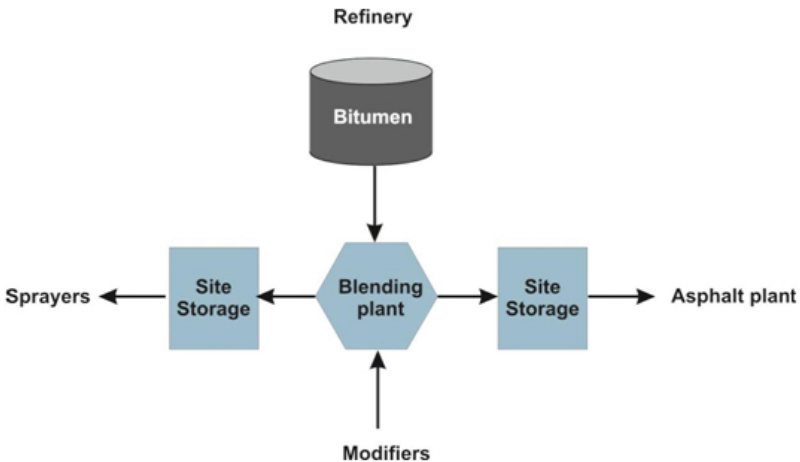 Refinery
Bitumen
Sprayers
Site
Storage
Blending
plant
Site
Storage
Asphalt plant
Modifiers